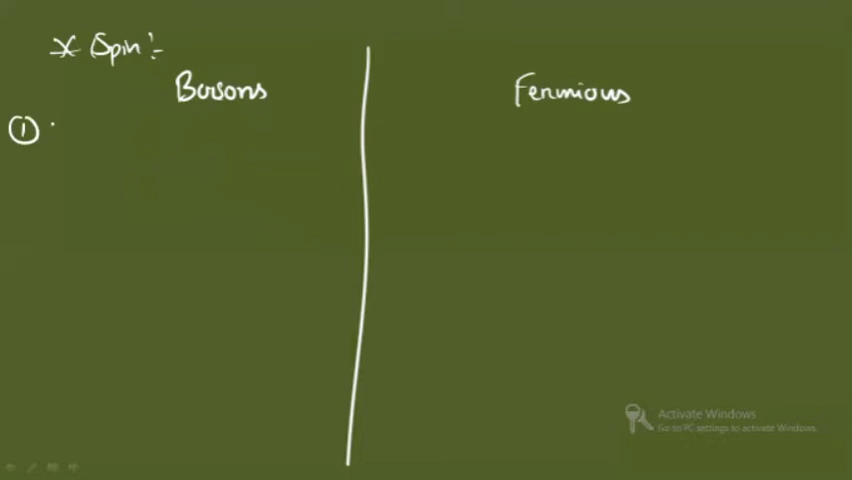 * Spin :-
Bosons
Fermions
①
Activate Windows
Go to PC settings to activate Windows.